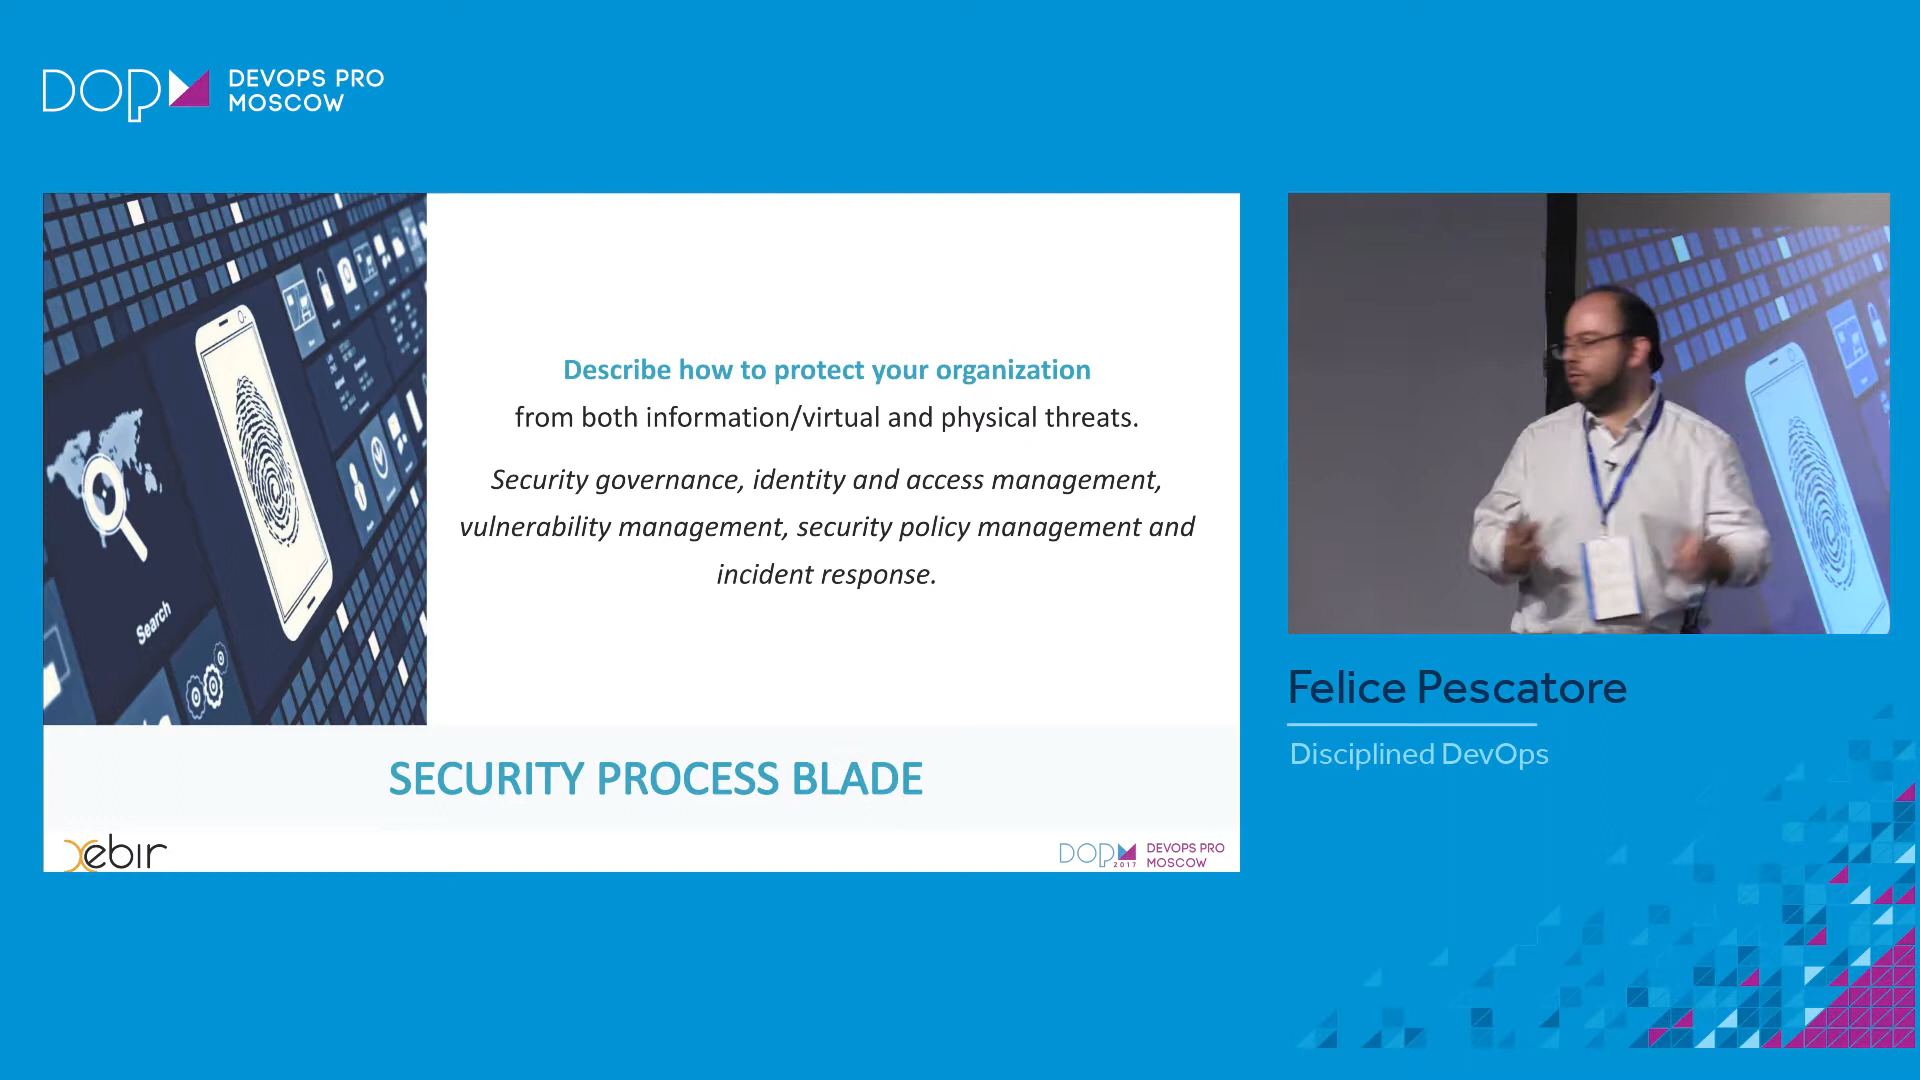 DOP DEVOPS PRO
MOSCOW
Search
Describe how to protect your organization
from both information/virtual and physical threats.
Security governance, identity and access management,
vulnerability management, security policy management and
incident response.
SECURITY PROCESS BLADE
xebir
DOP 2017 DEVOPS PRO
MOSCOW
Felice Pescatore
Disciplined DevOps